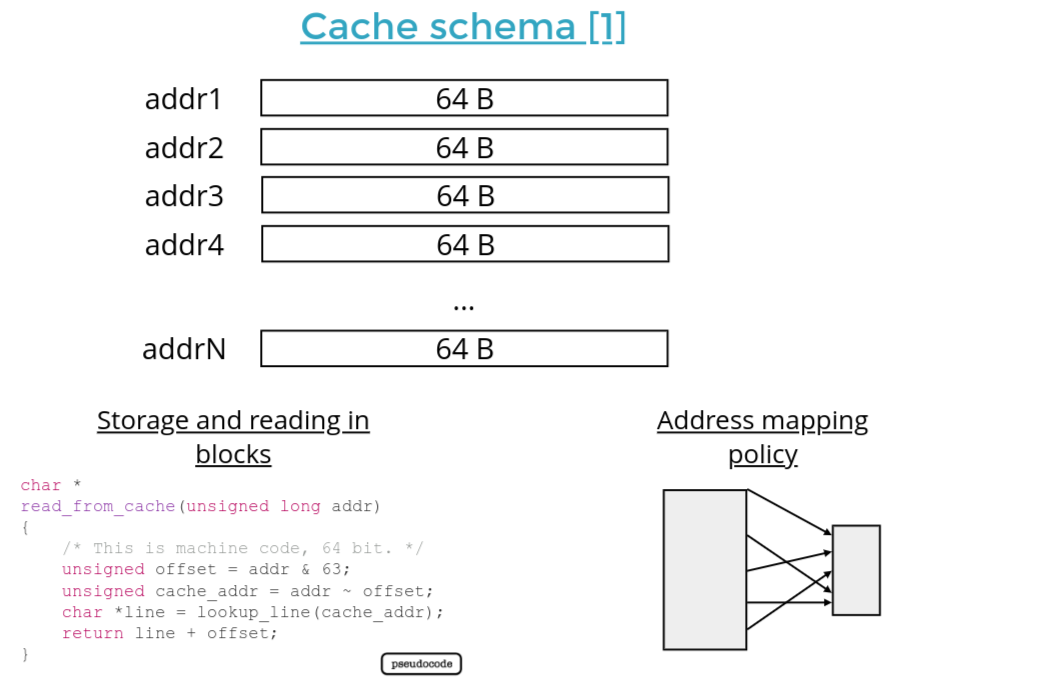 Cache schema [1]
addr1 64 B
addr2 64 B
addr3 64 B
addr4 64 B
...
addrN 64 B
Storage and reading in
blocks
char *
read_from_cache(unsigned long addr)
{
    /* This is machine code, 64 bit. */
    unsigned offset = addr & 63;
    unsigned cache_addr = addr ~ offset;
    char *line = lookup_line(cache_addr);
    return line + offset;
}
pseudocode
Address mapping
policy